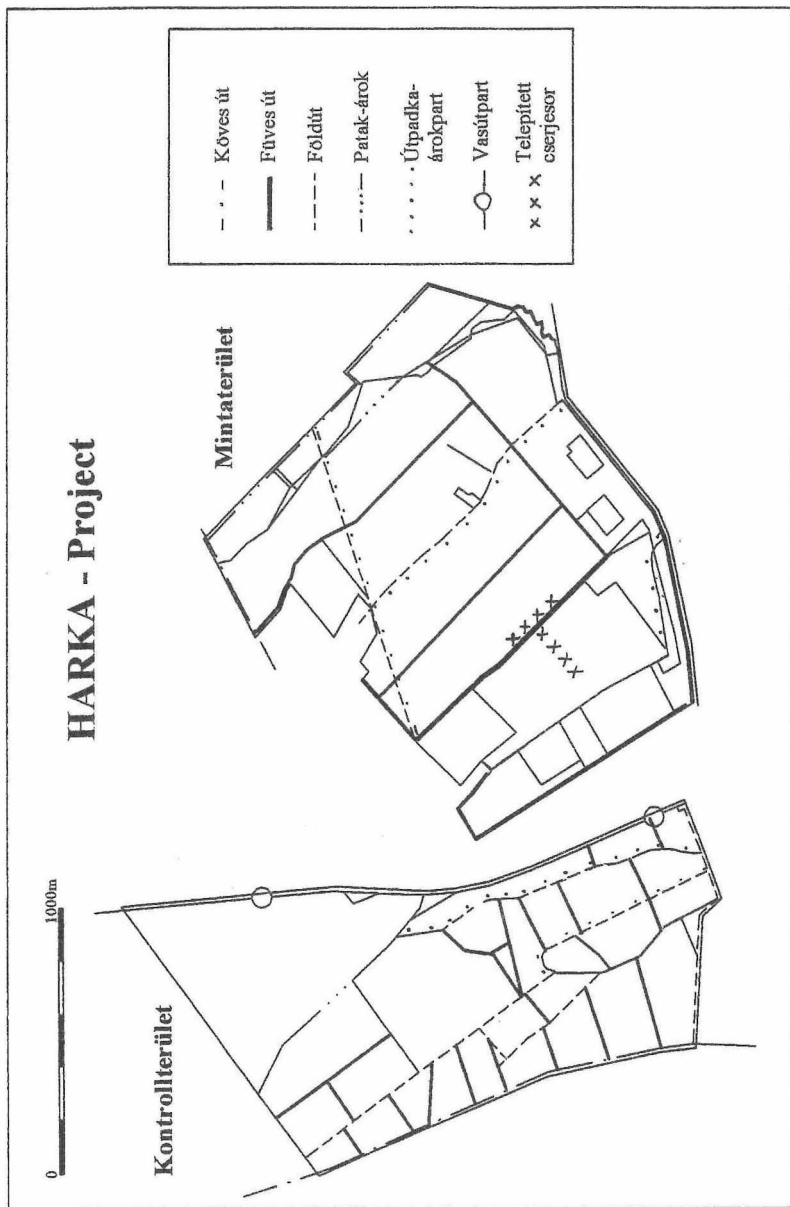 HARKA - Project
0
1000m
Kontrollterület
Mintaterület
Köves út
Füves út
Földút
Patak-árok
Útpadka-
árokpart
Vasútpart
Telepített
cserjesor